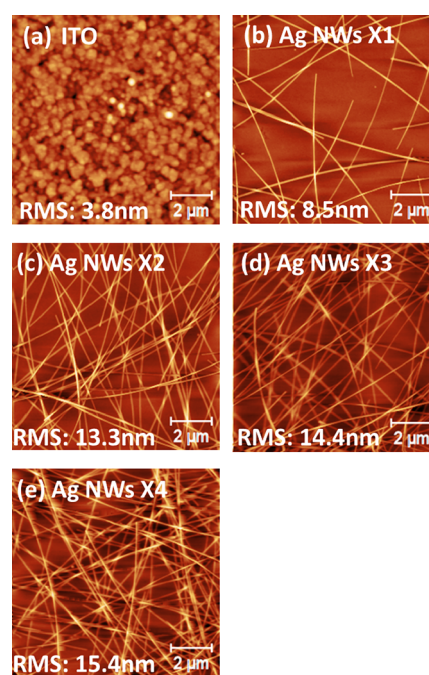 (a) ITO
2 μm
RMS: 3.8nm
(b) Ag NWs X1
2 μm
RMS: 8.5nm
(c) Ag NWs X2
2 μm
RMS: 13.3nm
(d) Ag NWs X3
2 μm
RMS: 14.4nm
(e) Ag NWs X4
2 μm
RMS: 15.4nm